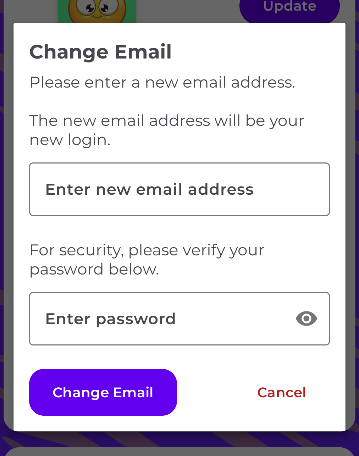 Update
Change Email
Please enter a new email address.
The new email address will be your
new login.
Enter new email address
For security, please verify your
password below.
Enter password
Change Email
Cancel